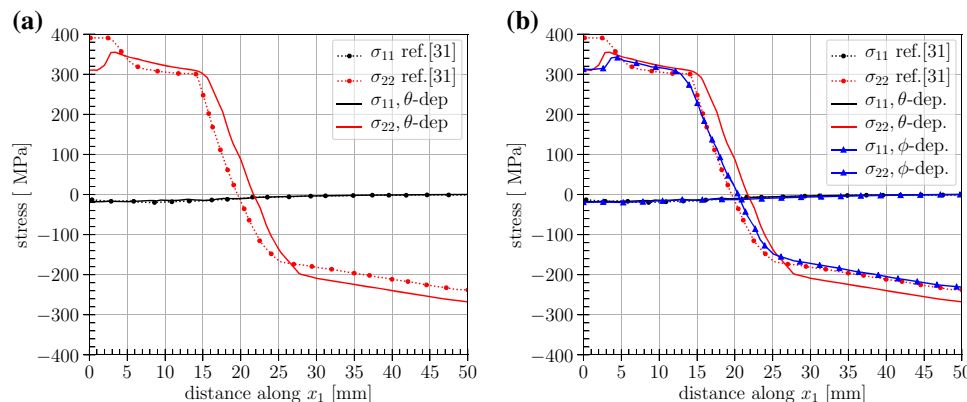 (a)
400
300
200
100
0
−100
−200
−300
−400
stress [ MPa]
0 5 10 15 20 25 30 35 40 45 50
distance along x₁ [mm]
σ₁₁ ref.[31]
σ₂₂ ref.[31]
σ₁₁, θ-dep
σ₂₂, θ-dep
(b)
400
300
200
100
0
−100
−200
−300
−400
stress [ MPa]
0 5 10 15 20 25 30 35 40 45 50
distance along x₁ [mm]
σ₁₁ ref.[31]
σ₂₂ ref.[31]
σ₁₁, θ-dep.
σ₂₂, θ-dep.
σ₁₁, ϕ-dep.
σ₂₂, ϕ-dep.